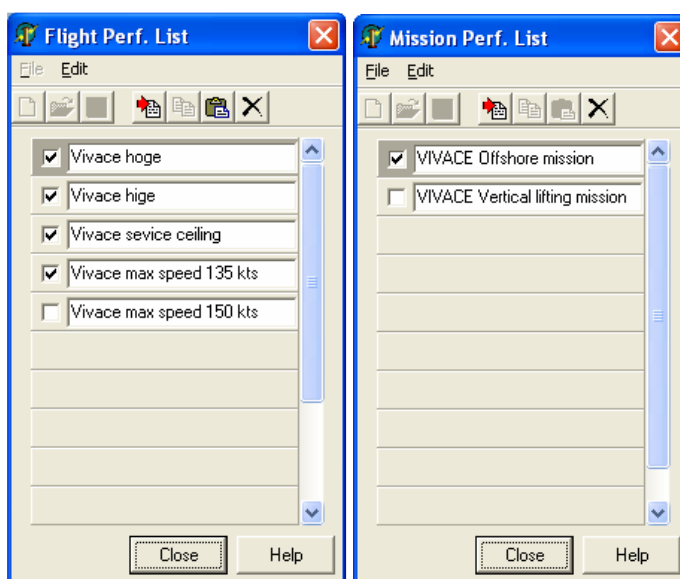 Flight Perf. List
File Edit
Vivace hoge
Vivace hige
Vivace sevice ceiling
Vivace max speed 135 kts
Vivace max speed 150 kts
Close Help
Mission Perf. List
File Edit
VIVACE Offshore mission
VIVACE Vertical lifting mission
Close Help